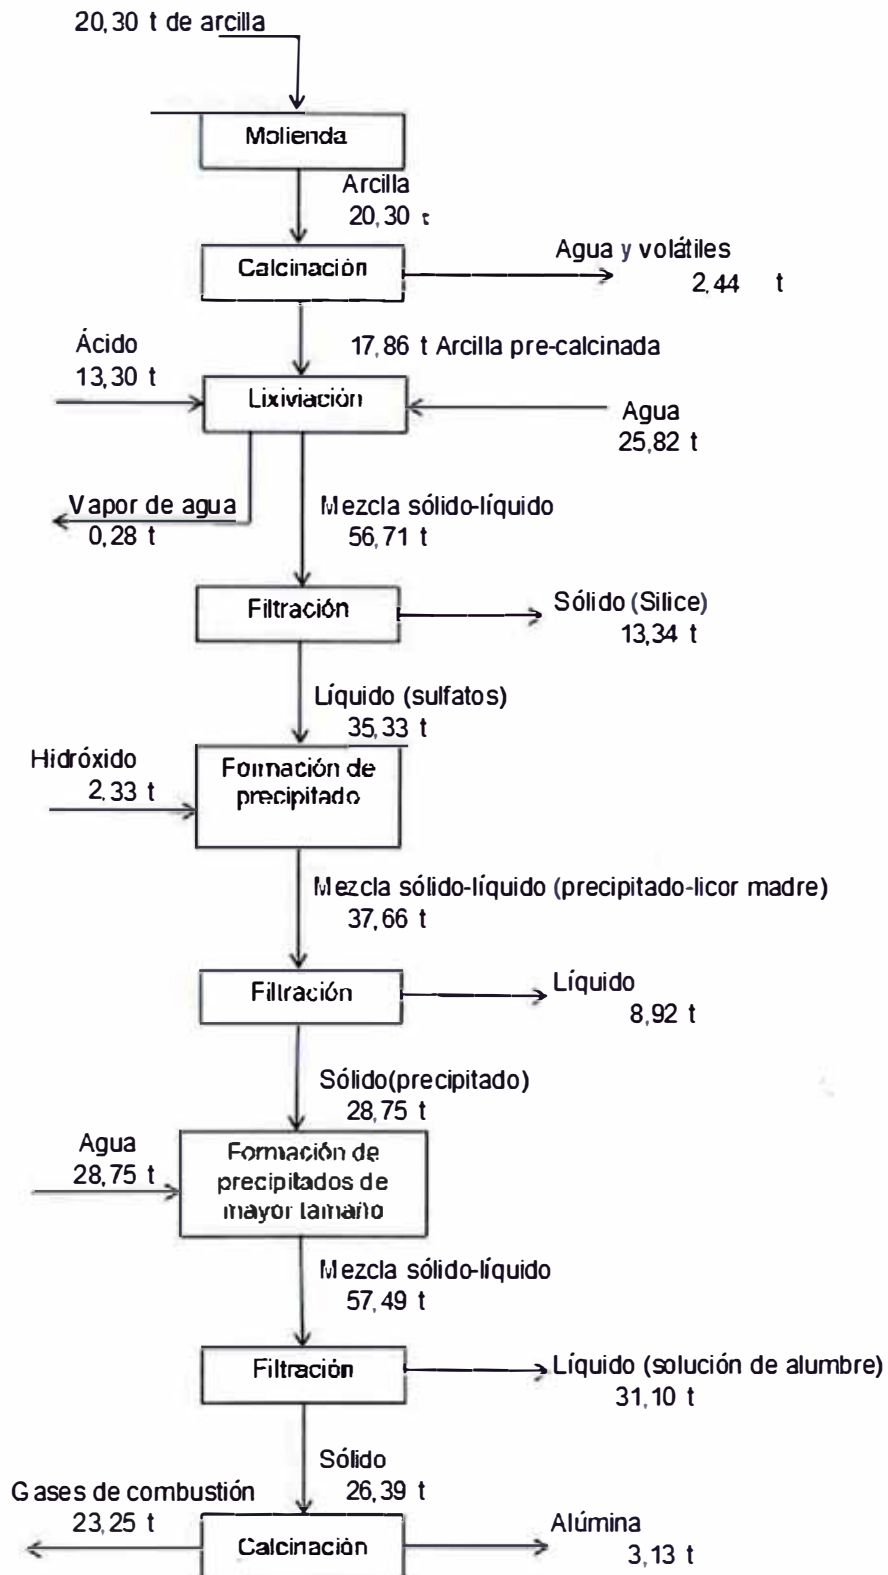 20,30 t de arcilla
Molienda
Arcilla
20,30 t
Calcinación
Agua y volátiles
2,44 t
Ácido
13,30 t
17,86 t Arcilla pre-calcinada
Lixiviación
Agua
25,82 t
Vapor de agua
0,28 t
Mezcla sólido-líquido
56,71 t
Filtración
Sólido (Silice)
13,34 t
Líquido (sulfatos)
35,33 t
Hidróxido
2,33 t
Formación de
precipitado
Mezcla sólido-líquido (precipitado-licor madre)
37,66 t
Filtración
Líquido
8,92 t
Sólido(precipitado)
28,75 t
Agua
28,75 t
Formación de
precipitados de
mayor tamaño
Mezcla sólido-líquido
57,49 t
Filtración
Líquido (solución de alumbre)
31,10 t
Sólido
26,39 t
Gases de combustión
23,25 t
Calcinación
Alúmina
3,13 t